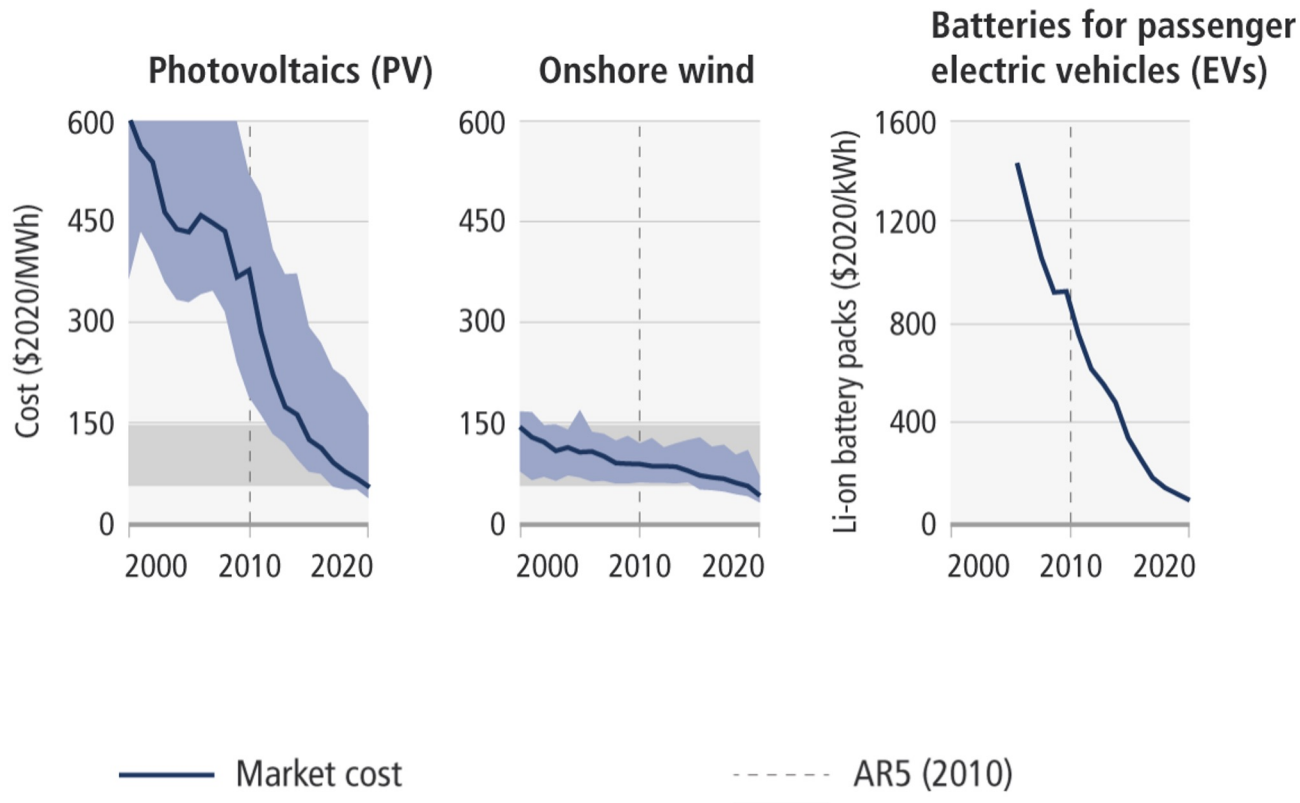 Photovoltaics (PV)
Cost ($2020/MWh)
600
450
300
150
0
2000 2010 2020
Onshore wind
600
450
300
150
0
2000 2010 2020
Batteries for passenger
electric vehicles (EVs)
Li-on battery packs ($2020/kWh)
1600
1200
800
400
0
2000 2010 2020
Market cost
AR5 (2010)